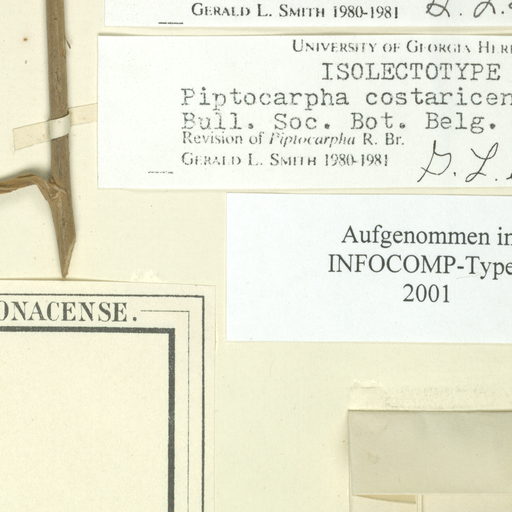 GERALD L. SMITH 1980-1981
UNIVERSITY OF GEORGIA HER
ISOLECTOTYPE
Piptocarpha costaricen
Bull. Soc. Bot. Belg.
Revision of Piptocarpha R. Br.
GERALD L. SMITH 1980-1981
G. L. S
Aufgenommen in
INFOCOMP-Type
2001
ONACENSE.